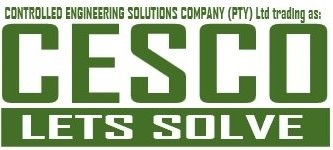 CONTROLLED ENGINEERING SOLUTIONS COMPANY (PTY) Ltd trading as:
CESCO
LETS SOLVE